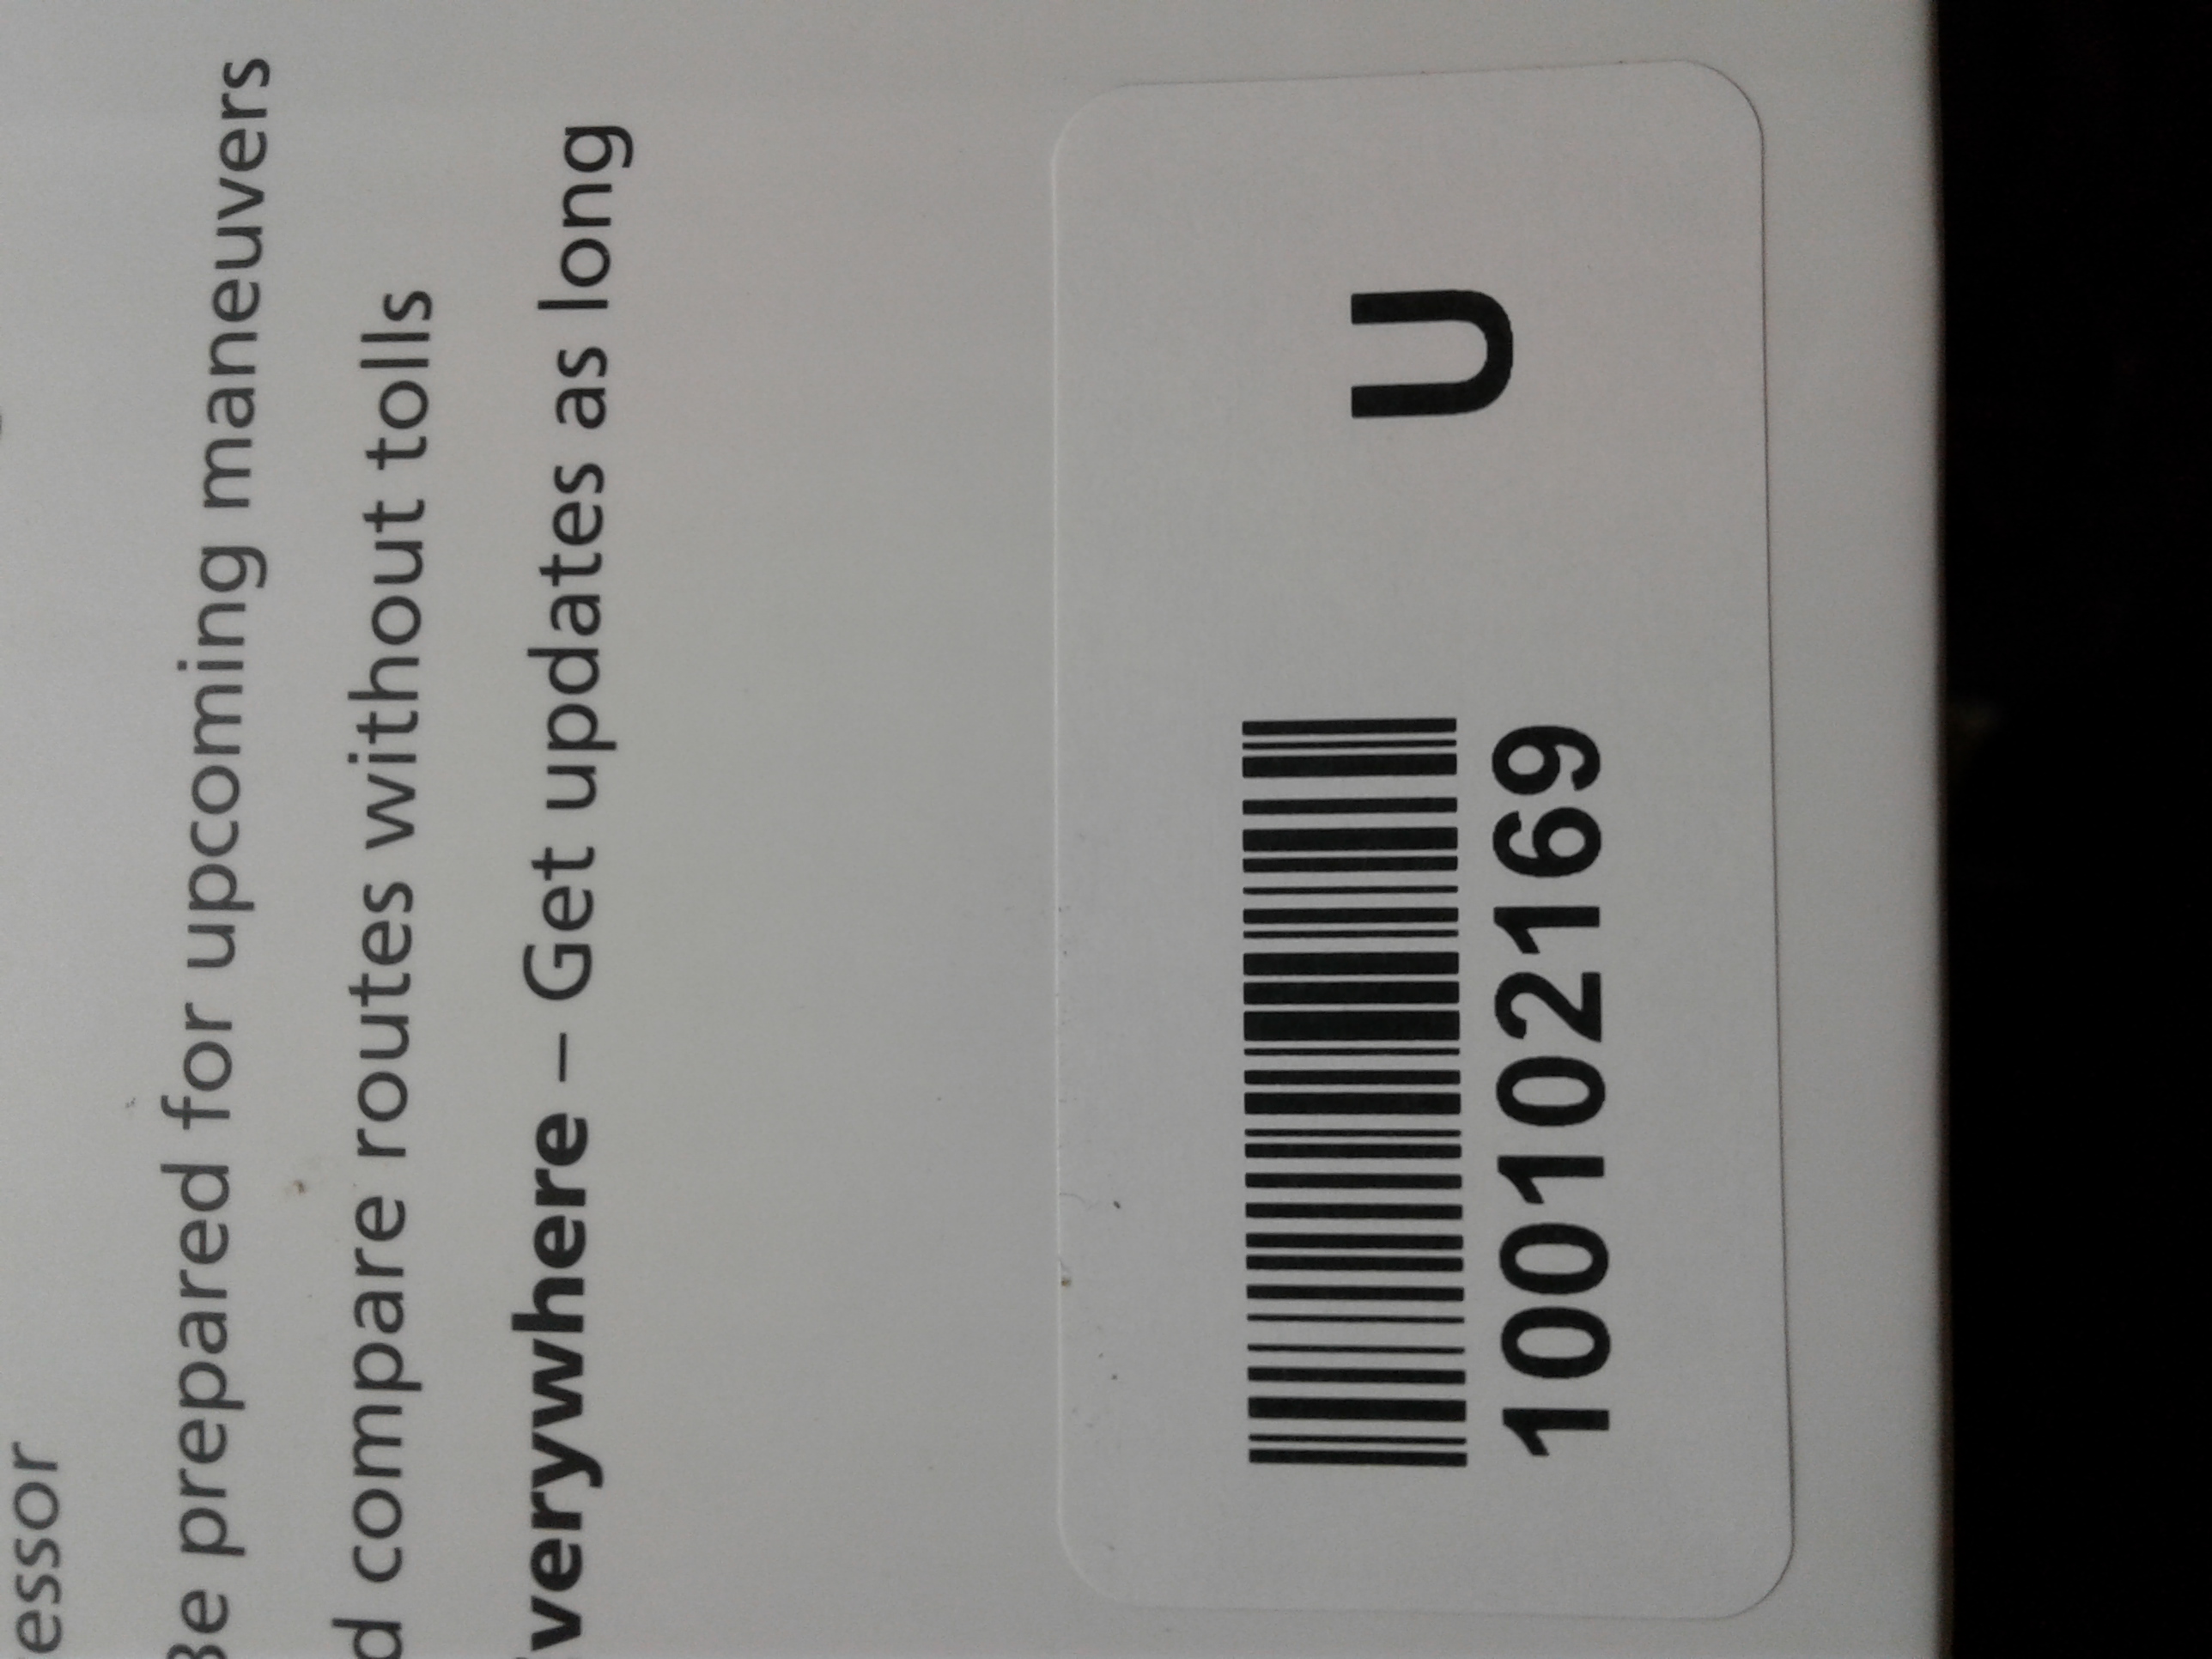 essor
Be prepared for upcoming maneuvers
d compare routes without tolls
verywhere – Get updates as long
U
100102169